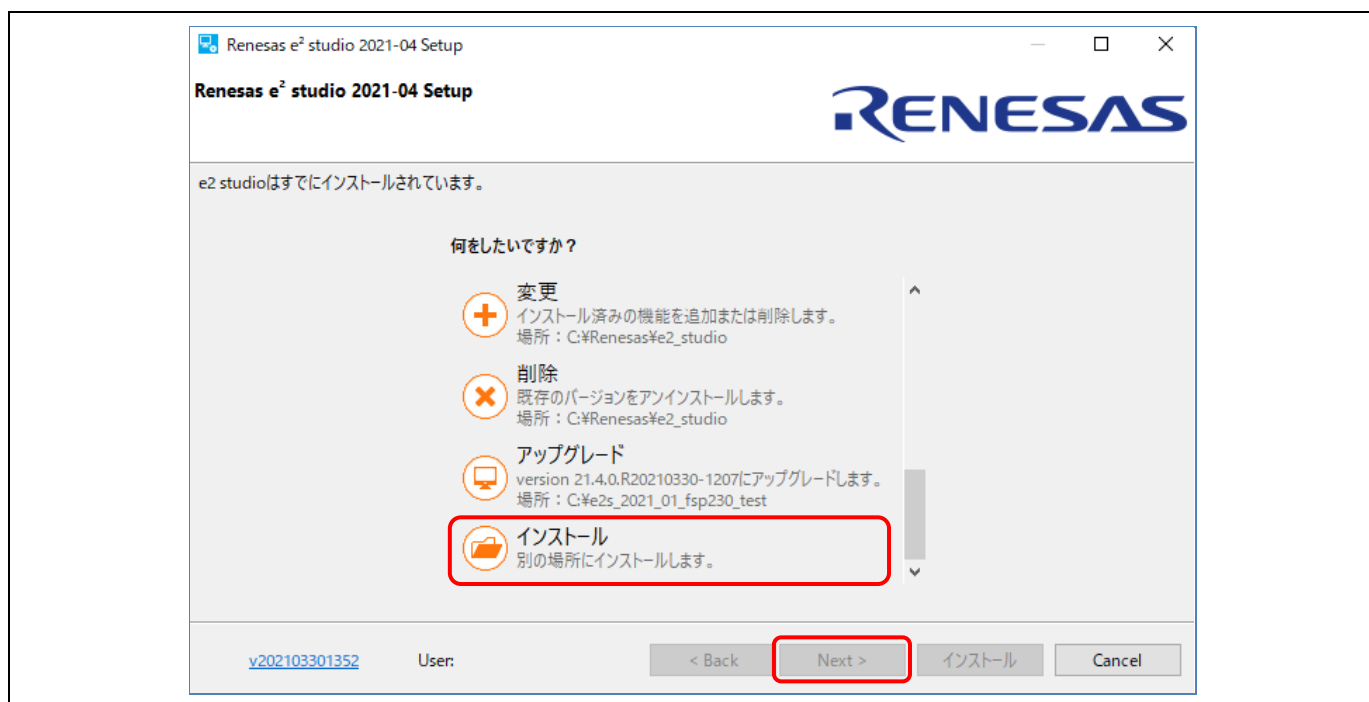 Renesas e² studio 2021-04 Setup
Renesas e² studio 2021-04 Setup
RENESAS
e2 studioはすでにインストールされています。
何をしたいですか？
変更
インストール済みの機能を追加または削除します。
場所：C:¥Renesas¥e2_studio
削除
既存のバージョンをアンインストールします。
場所：C:¥Renesas¥e2_studio
アップグレード
version 21.4.0.R20210330-1207にアップグレードします。
場所：C:¥e2s_2021_01_fsp230_test
インストール
別の場所にインストールします。
v202103301352 User: < Back Next > インストール Cancel